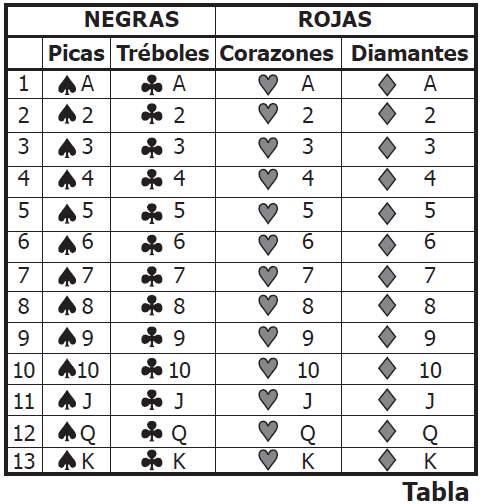 NEGRAS ROJAS
Picas Tréboles Corazones Diamantes
1 ♠ A ♣ A ♥ A ♦ A
2 ♠ 2 ♣ 2 ♥ 2 ♦ 2
3 ♠ 3 ♣ 3 ♥ 3 ♦ 3
4 ♠ 4 ♣ 4 ♥ 4 ♦ 4
5 ♠ 5 ♣ 5 ♥ 5 ♦ 5
6 ♠ 6 ♣ 6 ♥ 6 ♦ 6
7 ♠ 7 ♣ 7 ♥ 7 ♦ 7
8 ♠ 8 ♣ 8 ♥ 8 ♦ 8
9 ♠ 9 ♣ 9 ♥ 9 ♦ 9
10 ♠ 10 ♣ 10 ♥ 10 ♦ 10
11 ♠ J ♣ J ♥ J ♦ J
12 ♠ Q ♣ Q ♥ Q ♦ Q
13 ♠ K ♣ K ♥ K ♦ K
Tabla